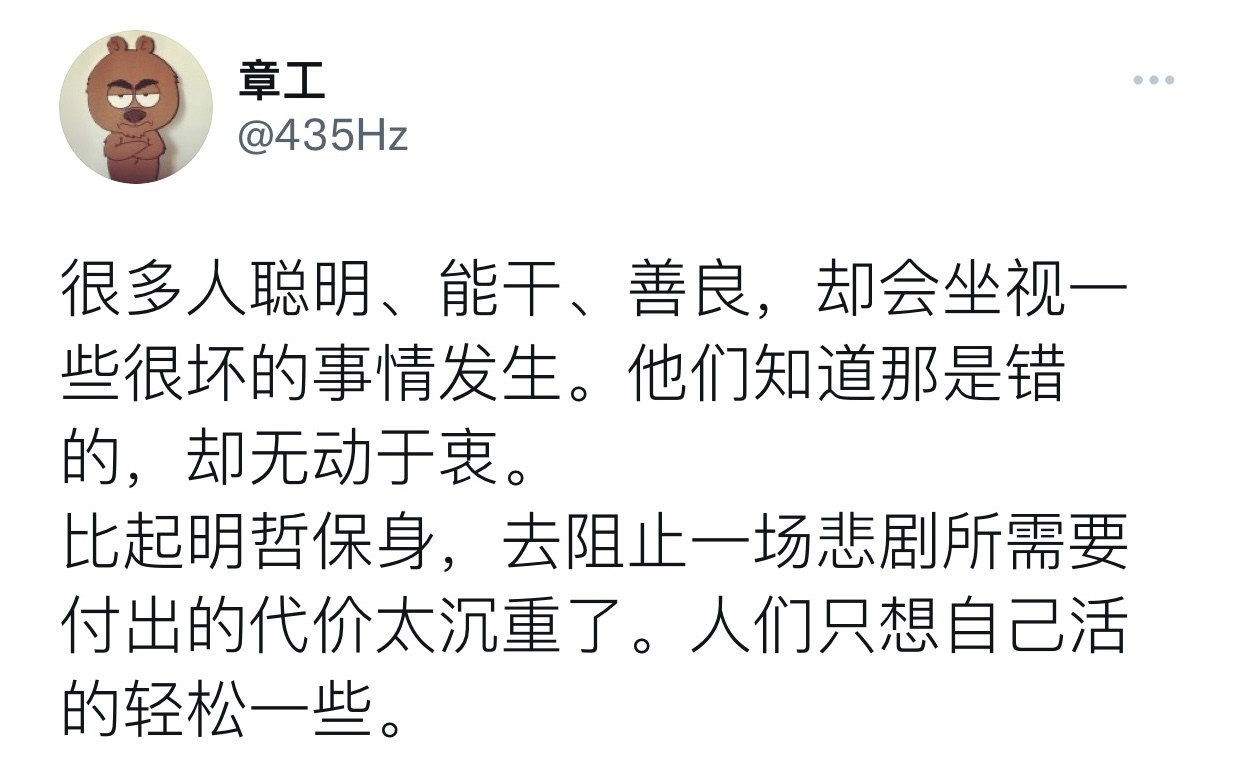 章工
@435Hz
很多人聪明、能干、善良，却会坐视一
些很坏的事情发生。他们知道那是错
的，却无动于衷。
比起明哲保身，去阻止一场悲剧所需要
付出的代价太沉重了。人们只想自己活
的轻松一些。